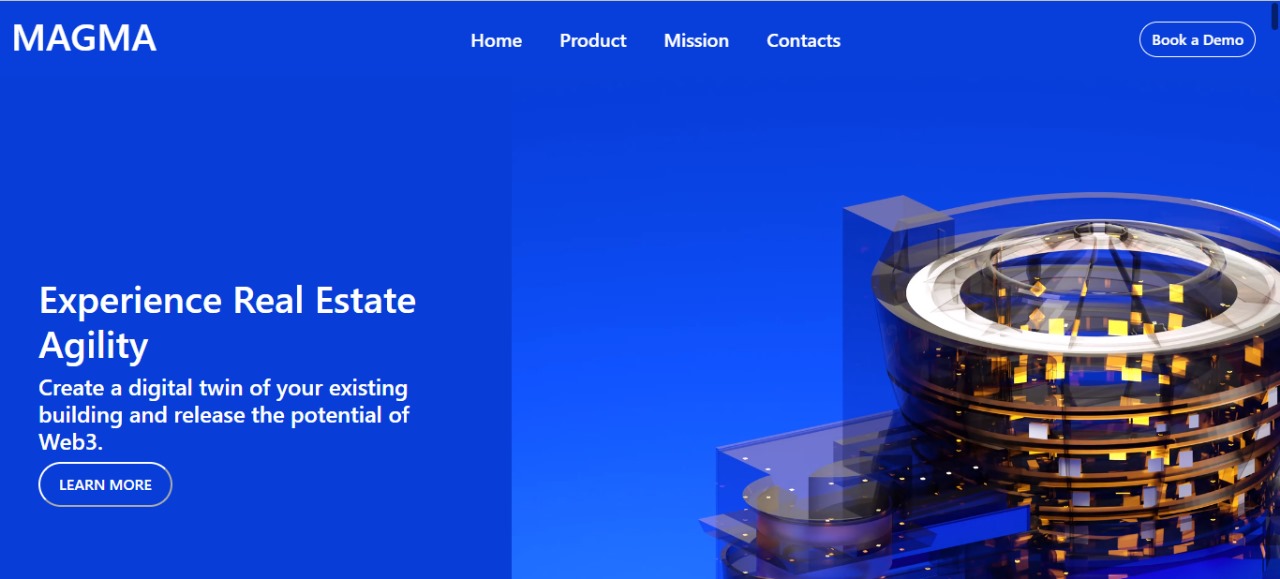 MAGMA
Home Product Mission Contacts
Book a Demo
Experience Real Estate
Agility
Create a digital twin of your existing
building and release the potential of
Web3.
LEARN MORE